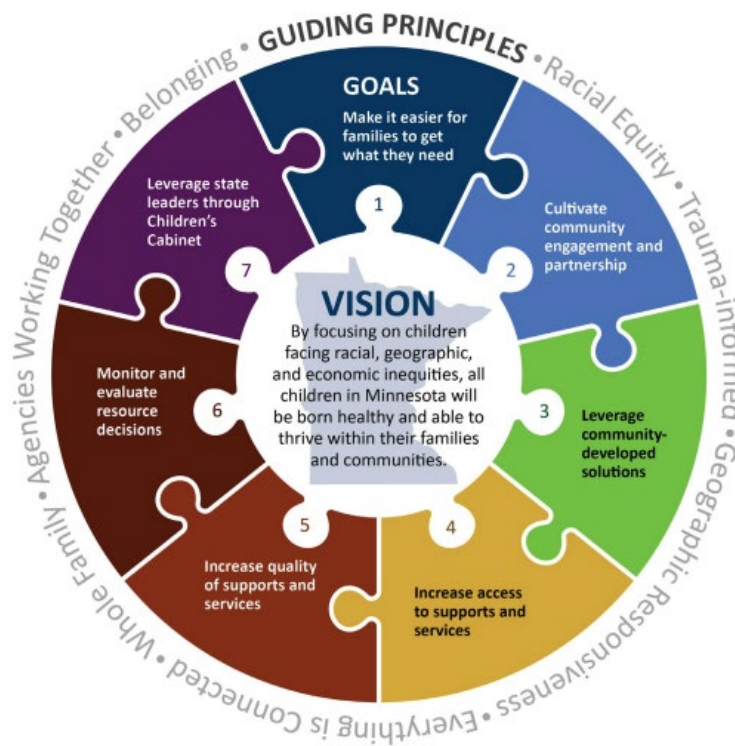 GUIDING PRINCIPLES • Racial Equity • Trauma-informed • Geographic Responsiveness • Everything is Connected • Whole Family • Agencies Working Together • Belonging •
GOALS
Make it easier for
families to get
what they need
1
Cultivate
community
engagement and
partnership
2
Leverage
community-
developed
solutions
3
Increase access
to supports and
services
4
Increase quality
of supports and
services
5
Monitor and
evaluate
resource
decisions
6
Leverage state
leaders through
Children's
Cabinet
7
VISION
By focusing on children
facing racial, geographic,
and economic inequities, all
children in Minnesota will
be born healthy and able to
thrive within their families
and communities.